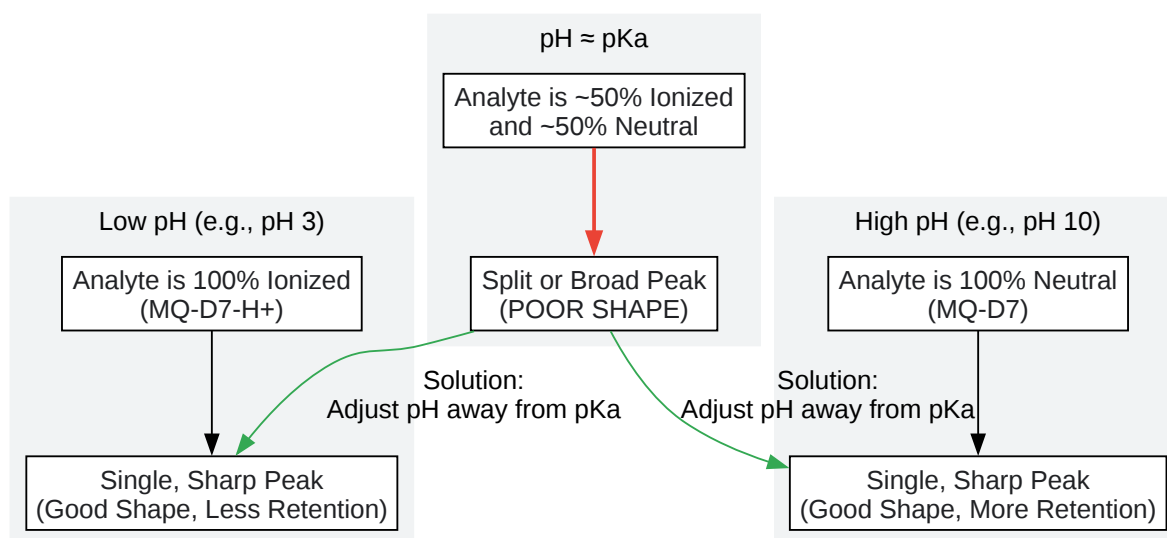 pH ≈ pKa
Analyte is ~50% Ionized
and ~50% Neutral
Split or Broad Peak
(POOR SHAPE)
Low pH (e.g., pH 3)
Analyte is 100% Ionized
(MQ-D7-H+)
Single, Sharp Peak
(Good Shape, Less Retention)
High pH (e.g., pH 10)
Analyte is 100% Neutral
(MQ-D7)
Single, Sharp Peak
(Good Shape, More Retention)
Solution:
Adjust pH away from pKa
Solution:
Adjust pH away from pKa